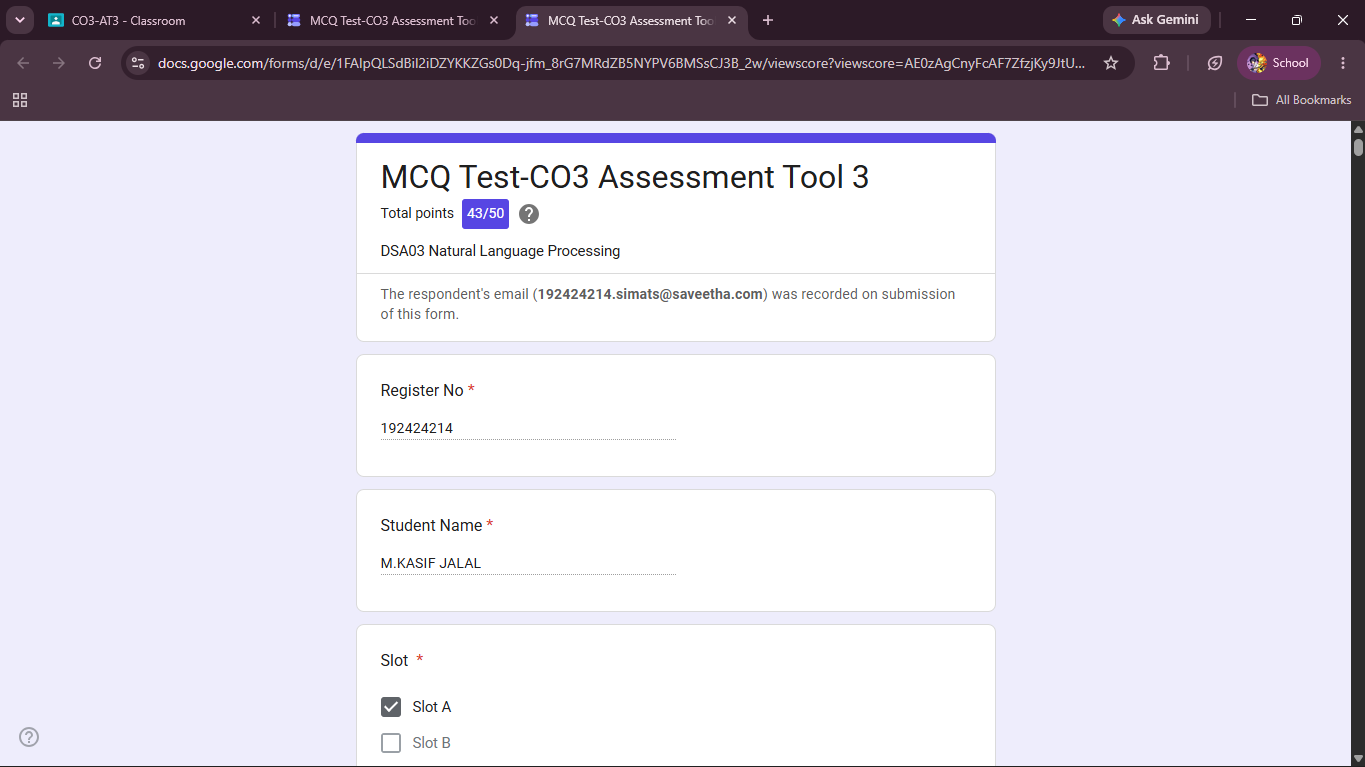 CO3-AT3 - Classroom
MCQ Test-CO3 Assessment Too
MCQ Test-CO3 Assessment Too
Ask Gemini
docs.google.com/forms/d/e/1FAIpQLSdBil2iDZYKKZGs0Dq-jfm_8rG7MRdZB5NYPV6BMSsCJ3B_2w/viewscore?viewscore=AE0zAgCnyFcAF7ZfzjKy9JtU...
School
All Bookmarks
MCQ Test-CO3 Assessment Tool 3
Total points 43/50
DSA03 Natural Language Processing
The respondent's email (192424214.simats@saveetha.com) was recorded on submission
of this form.
Register No *
192424214
Student Name *
M.KASIF JALAL
Slot *
Slot A
Slot B